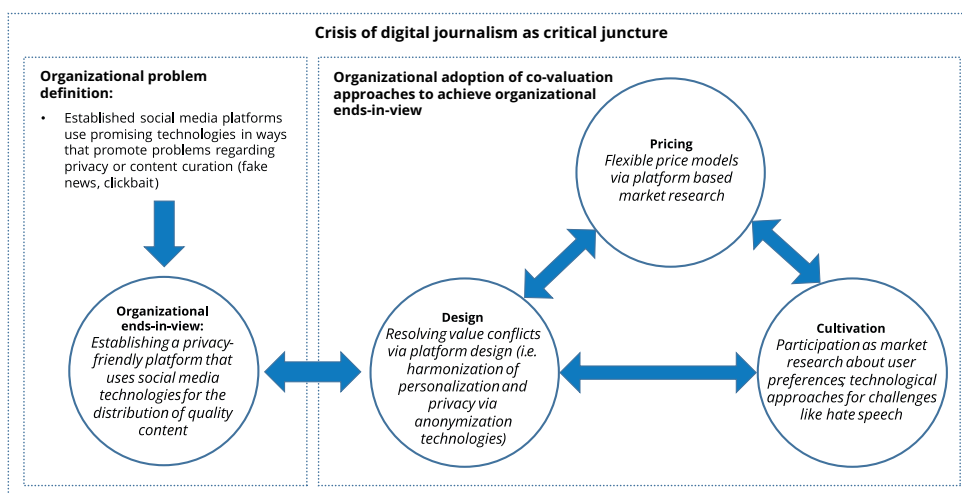 Crisis of digital journalism as critical juncture
Organizational problem
definition:
• Established social media platforms
use promising technologies in ways
that promote problems regarding
privacy or content curation (fake
news, clickbait)
Organizational
ends-in-view:
Establishing a privacy-
friendly platform that
uses social media
technologies for the
distribution of quality
content
Organizational adoption of co-valuation
approaches to achieve organizational
ends-in-view
Pricing
Flexible price models
via platform based
market research
Design
Resolving value conflicts
via platform design (i.e.
harmonization of
personalization and
privacy via
anonymization
technologies)
Cultivation
Participation as market
research about user
preferences; technological
approaches for challenges
like hate speech